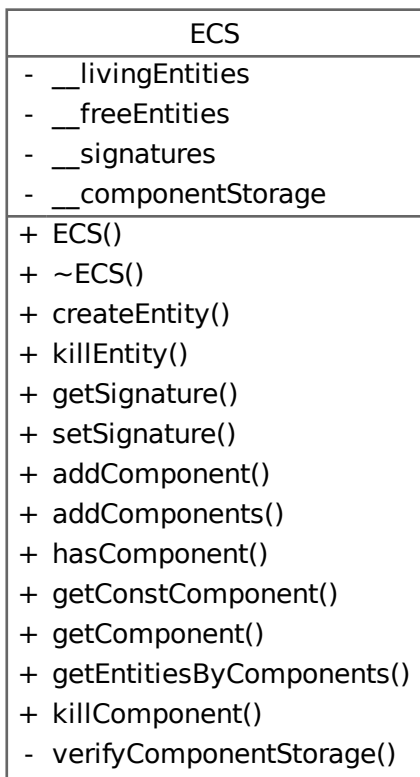 ECS
- __livingEntities
- __freeEntities
- __signatures
- __componentStorage
+ ECS()
+ ~ECS()
+ createEntity()
+ killEntity()
+ getSignature()
+ setSignature()
+ addComponent()
+ addComponents()
+ hasComponent()
+ getConstComponent()
+ getComponent()
+ getEntitiesByComponents()
+ killComponent()
- verifyComponentStorage()